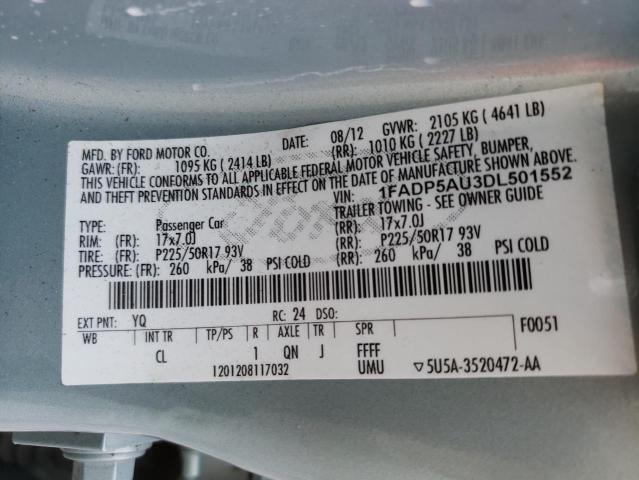 MFD. BY FORD MOTOR CO. DATE: 08/12 GVWR: 2105 KG ( 4641 LB)
GAWR: (FR): 1095 KG ( 2414 LB) (RR): 1010 KG ( 2227 LB)
THIS VEHICLE CONFORMS TO ALL APPLICABLE FEDERAL MOTOR VEHICLE SAFETY, BUMPER,
AND THEFT PREVENTION STANDARDS IN EFFECT ON THE DATE OF MANUFACTURE SHOWN ABOVE.
VIN: 1FADP5AU3DL501552
TYPE: Passenger Car TRAILER TOWING - SEE OWNER GUIDE
RIM: (FR): 17x7.0J (RR): 17x7.0J
TIRE: (FR): P225/50R17 93V (RR): P225/50R17 93V
PRESSURE: (FR): 260 kPa/ 38 PSI COLD (RR): 260 kPa/ 38 PSI COLD
EXT PNT: YQ RC: 24 DSO: F0051
WB INT TR TP/PS R AXLE TR SPR
CL 1 QN J FFFF
1201208117032 UMU ▽5U5A-3520472-AA